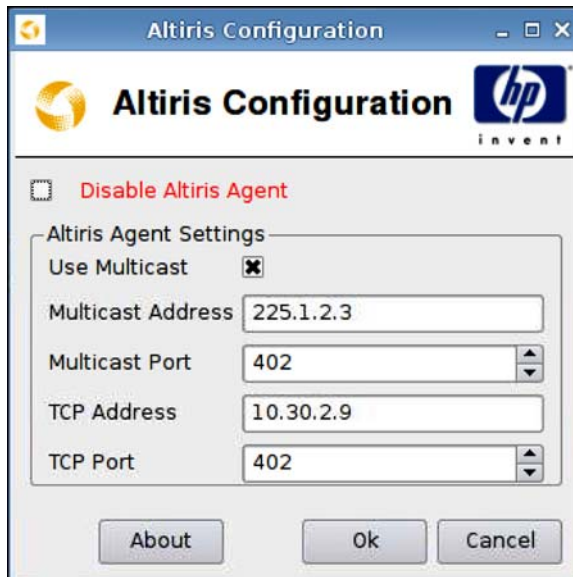 Altiris Configuration
Altiris Configuration
hp
invent
Disable Altiris Agent
Altiris Agent Settings
Use Multicast
Multicast Address 225.1.2.3
Multicast Port 402
TCP Address 10.30.2.9
TCP Port 402
About Ok Cancel